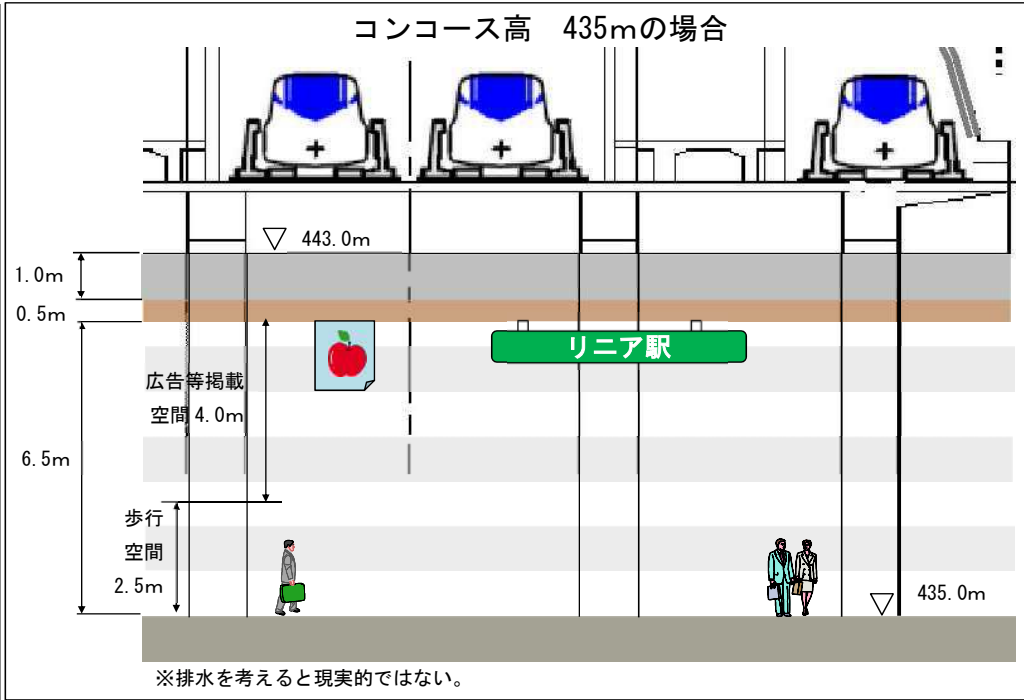 コンコース高　435mの場合
443.0m
1.0m
0.5m
リニア駅
広告等掲載
空間 4.0m
6.5m
歩行
空間
2.5m
435.0m
※排水を考えると現実的ではない。